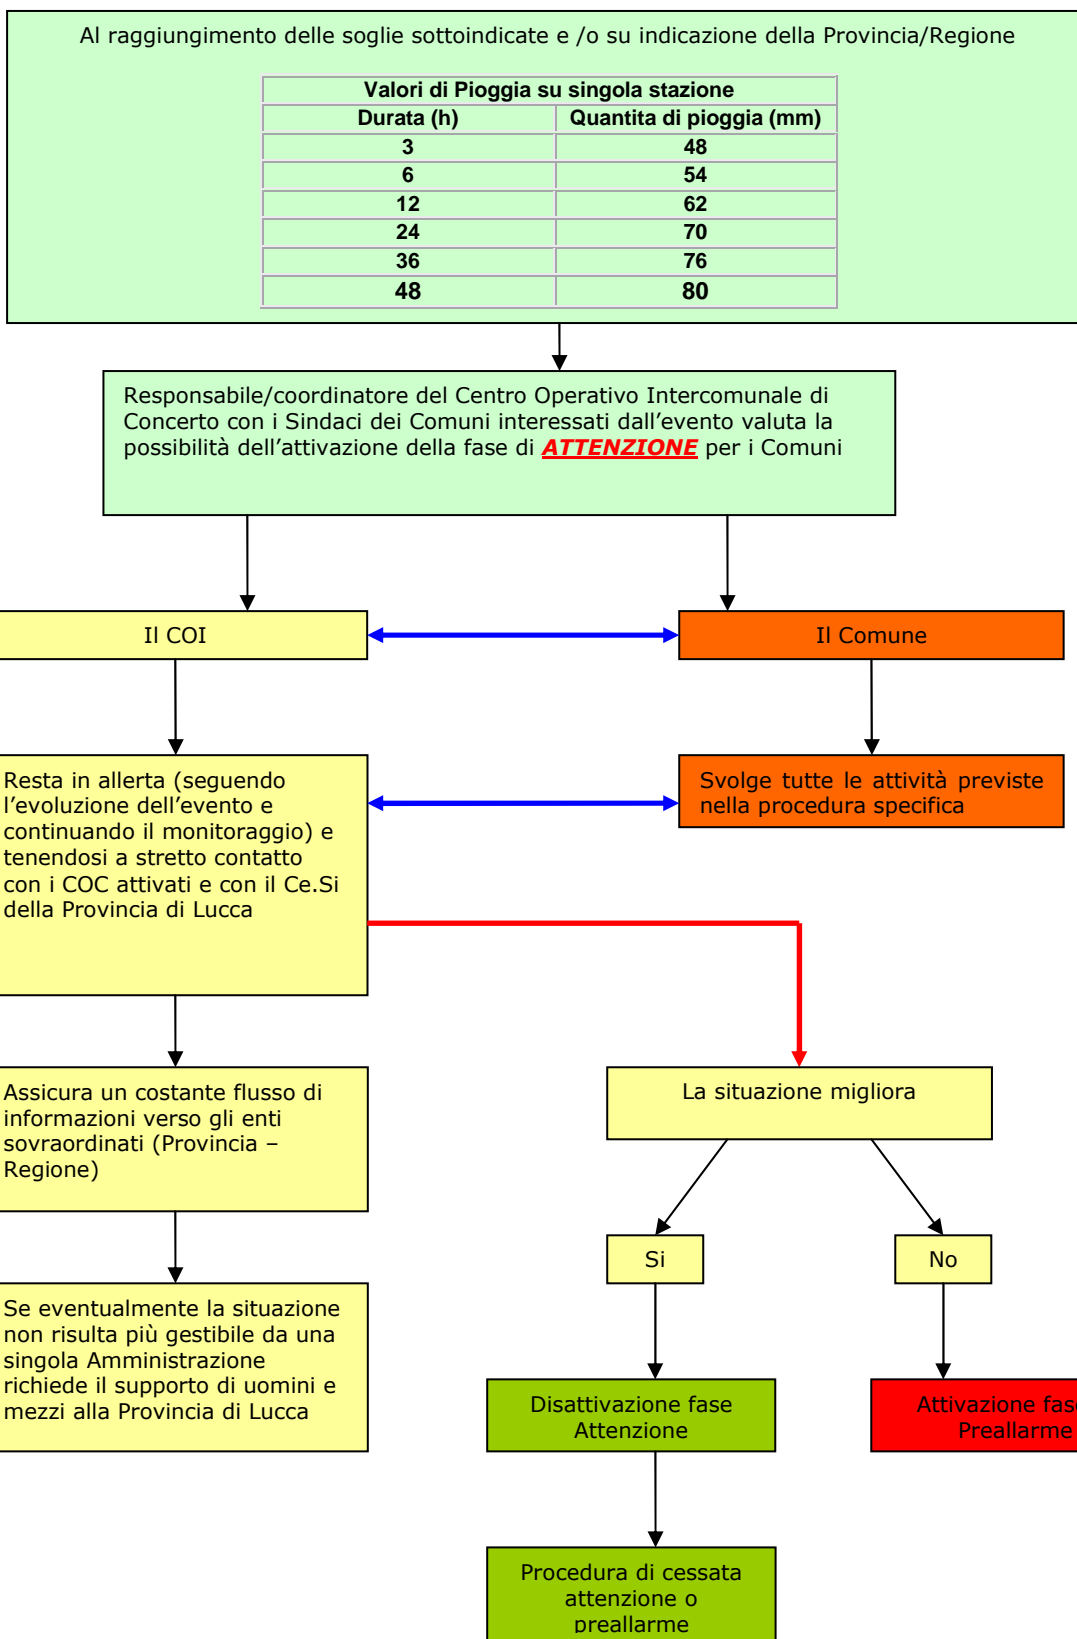 Al raggiungimento delle soglie sottoindicate e /o su indicazione della Provincia/Regione
Valori di Pioggia su singola stazione
Durata (h) Quantita di pioggia (mm)
3 48
6 54
12 62
24 70
36 76
48 80
Responsabile/coordinatore del Centro Operativo Intercomunale di
Concerto con i Sindaci dei Comuni interessati dall'evento valuta la
possibilità dell'attivazione della fase di ATTENZIONE per i Comuni
Il COI
Il Comune
Resta in allerta (seguendo
l'evoluzione dell'evento e
continuando il monitoraggio) e
tenendosi a stretto contatto
con i COC attivati e con il Ce.Si
della Provincia di Lucca
Svolge tutte le attività previste
nella procedura specifica
Assicura un costante flusso di
informazioni verso gli enti
sovraordinati (Provincia –
Regione)
La situazione migliora
Si
No
Se eventualmente la situazione
non risulta più gestibile da una
singola Amministrazione
richiede il supporto di uomini e
mezzi alla Provincia di Lucca
Disattivazione fase
Attenzione
Attivazione fas
Preallarme
Procedura di cessata
attenzione o
preallarme